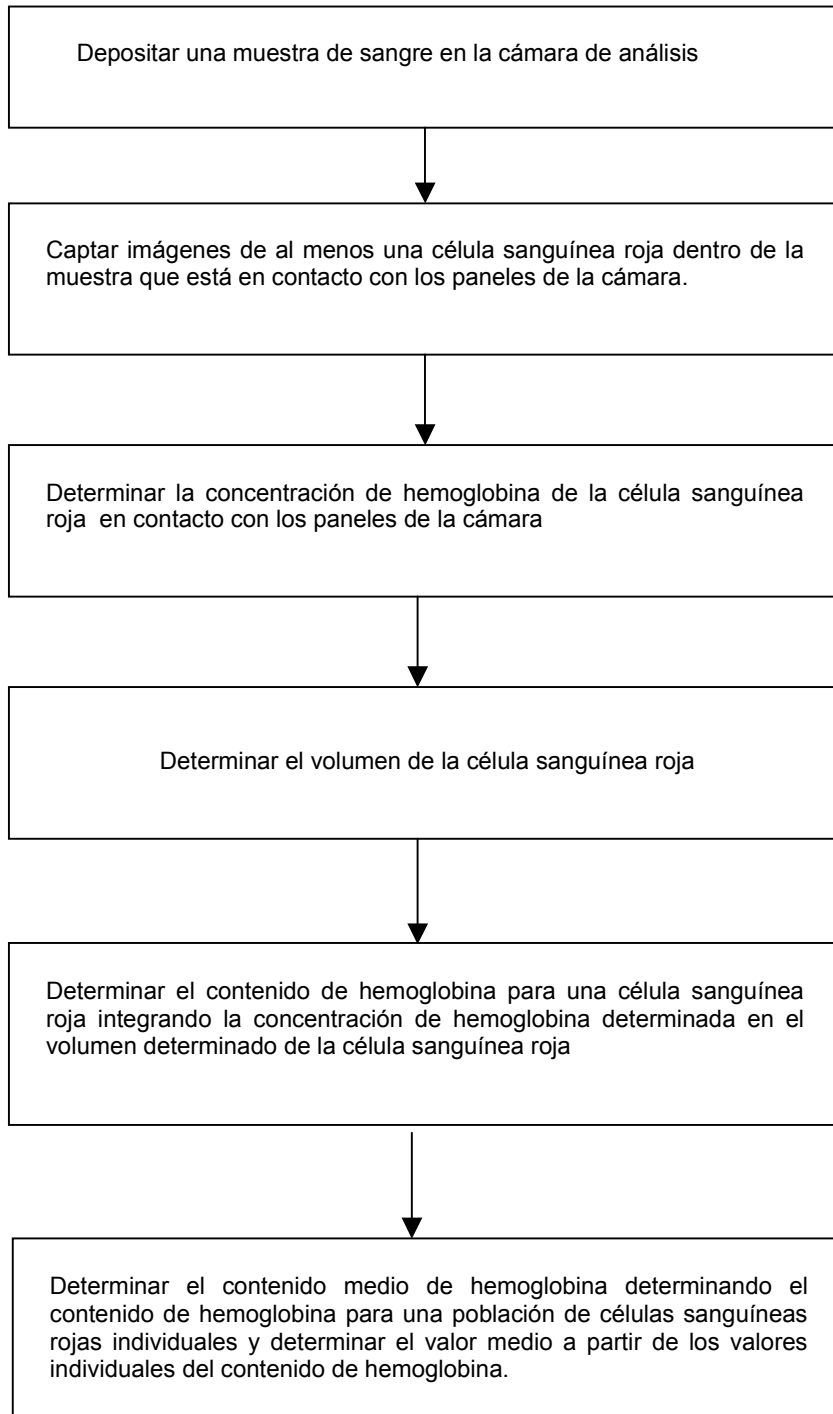 Depositar una muestra de sangre en la cámara de análisis
Captar imágenes de al menos una célula sanguínea roja dentro de la
muestra que está en contacto con los paneles de la cámara.
Determinar la concentración de hemoglobina de la célula sanguínea
roja en contacto con los paneles de la cámara
Determinar el volumen de la célula sanguínea roja
Determinar el contenido de hemoglobina para una célula sanguínea
roja integrando la concentración de hemoglobina determinada en el
volumen determinado de la célula sanguínea roja
Determinar el contenido medio de hemoglobina determinando el
contenido de hemoglobina para una población de células sanguíneas
rojas individuales y determinar el valor medio a partir de los valores
individuales del contenido de hemoglobina.